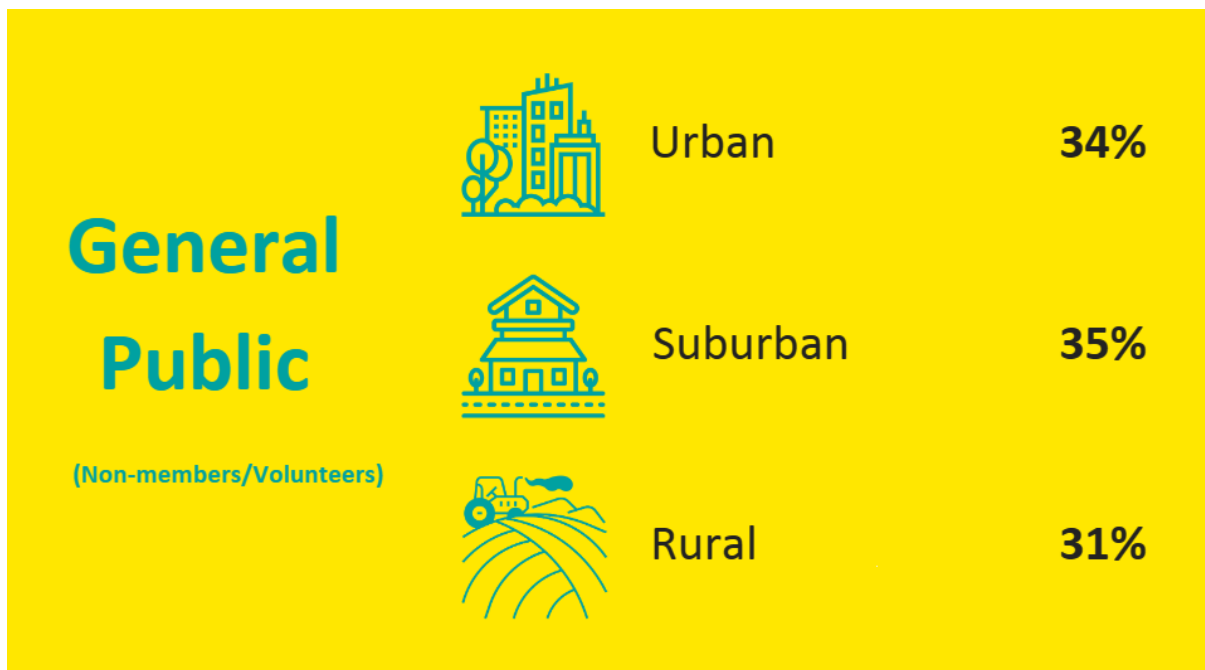 General
Public
(Non-members/Volunteers)
Urban 34%
Suburban 35%
Rural 31%